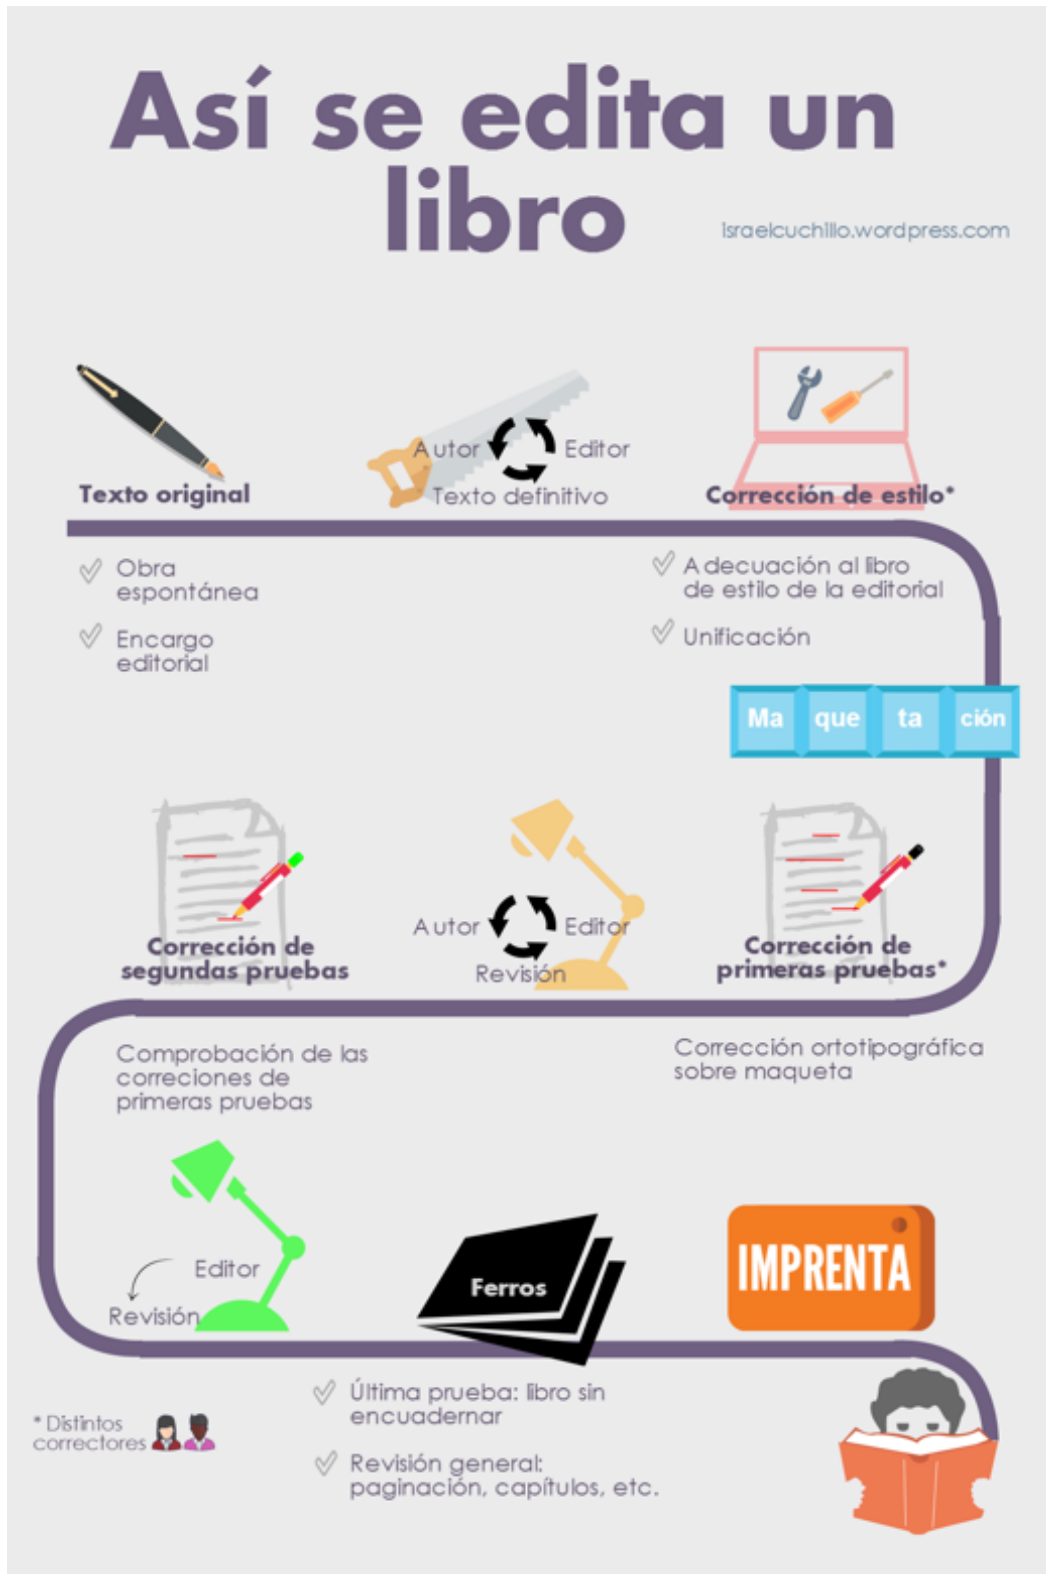 Así se edita un
libro
israelcuchillo.wordpress.com
Autor
Editor
Texto original
Texto definitivo
Corrección de estilo*
Obra
espontánea
Encargo
editorial
Adecuación al libro
de estilo de la editorial
Unificación
Ma que ta ción
Corrección de
primeras pruebas*
Corrección ortotipográfica
sobre maqueta
Autor
Editor
Revisión
Corrección de
segundas pruebas
Comprobación de las
correciones de
primeras pruebas
Editor
Revisión
Ferros
IMPRENTA
Última prueba: libro sin
encuadernar
Revisión general:
paginación, capítulos, etc.
* Distintos
correctores